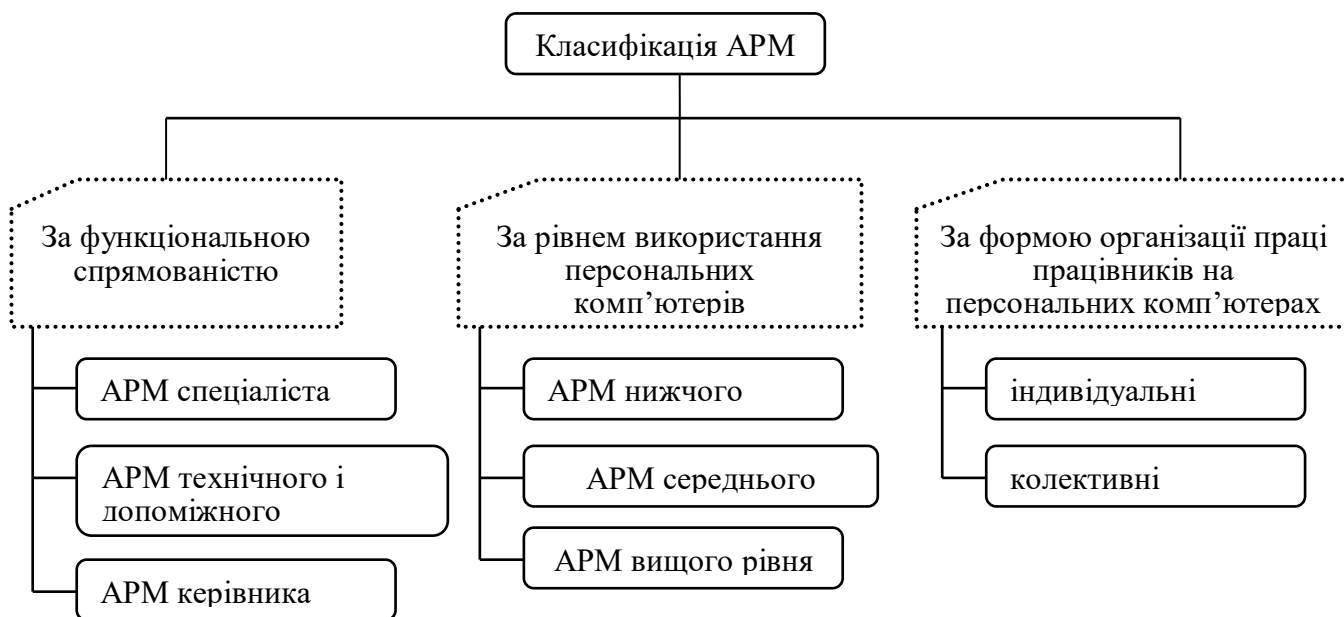 Класифікація АРМ
За функціональною
спрямованістю
АРМ спеціаліста
АРМ технічного і
допоміжного
АРМ керівника
За рівнем використання
персональних
комп’ютерів
АРМ нижчого
АРМ середнього
АРМ вищого рівня
За формою організації праці
працівників на
персональних комп’ютерах
індивідуальні
колективні